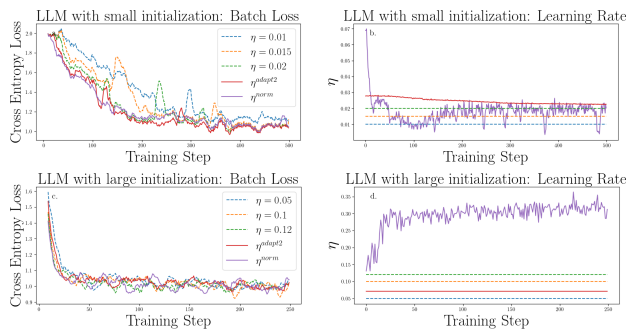 LLM with small initialization: Batch Loss
Cross Entropy Loss
2.0
1.8
1.6
1.4
1.2
1.0
η = 0.01
η = 0.015
η = 0.02
η^adapt2
η^norm
0 100 200 300 400 500
Training Step
LLM with small initialization: Learning Rate
b.
η
0.07
0.03
0.02
0.01
0 100 200 300 400 500
Training Step
LLM with large initialization: Batch Loss
c.
Cross Entropy Loss
1.6
1.5
1.4
1.3
1.2
1.1
1.0
0.9
η = 0.05
η = 0.1
η = 0.12
η^adapt2
η^norm
0 50 100 150 200 250
Training Step
LLM with large initialization: Learning Rate
d.
η
0.35
0.30
0.25
0.20
0.15
0.10
0.05
0 50 100 150 200 250
Training Step